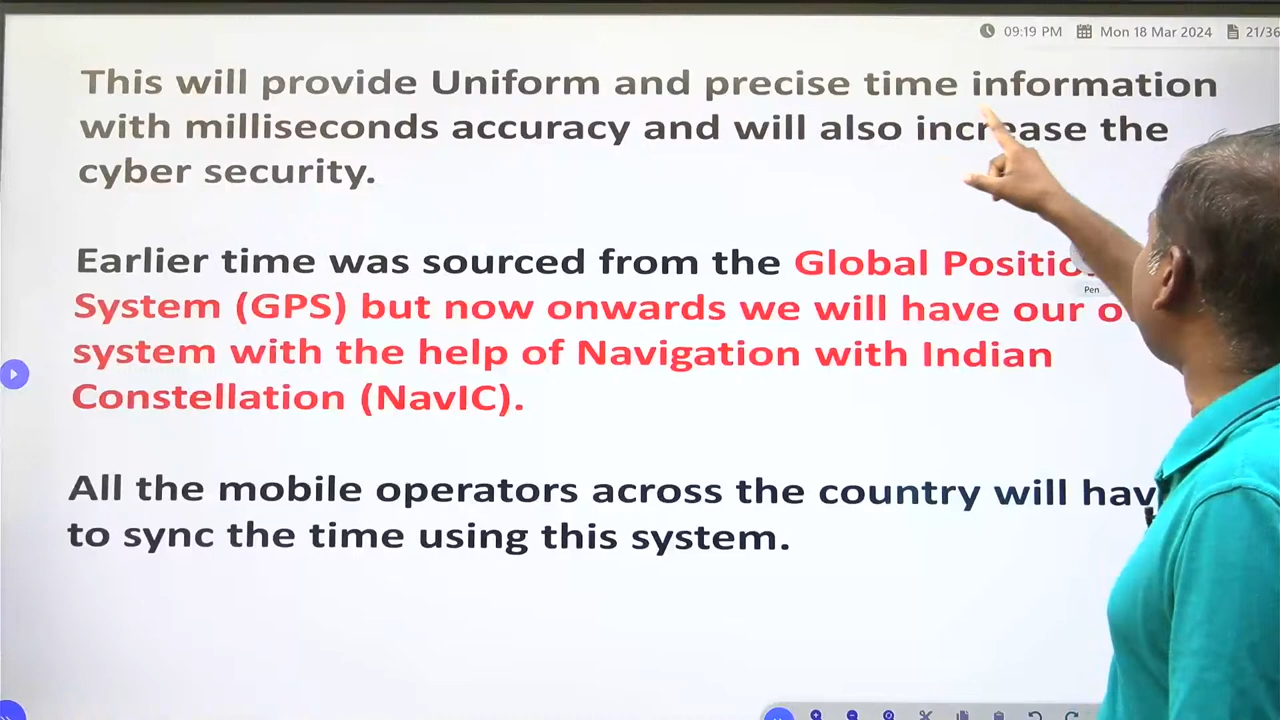 09:19 PM Mon 18 Mar 2024 21/36
This will provide Uniform and precise time information
with milliseconds accuracy and will also increase the
cyber security.
Earlier time was sourced from the Global
System (GPS) but now onwards we will have our
system with the help of Navigation with Indian
Constellation (NavIC).
Pen
All the mobile operators across the country will
to sync the time using this system.